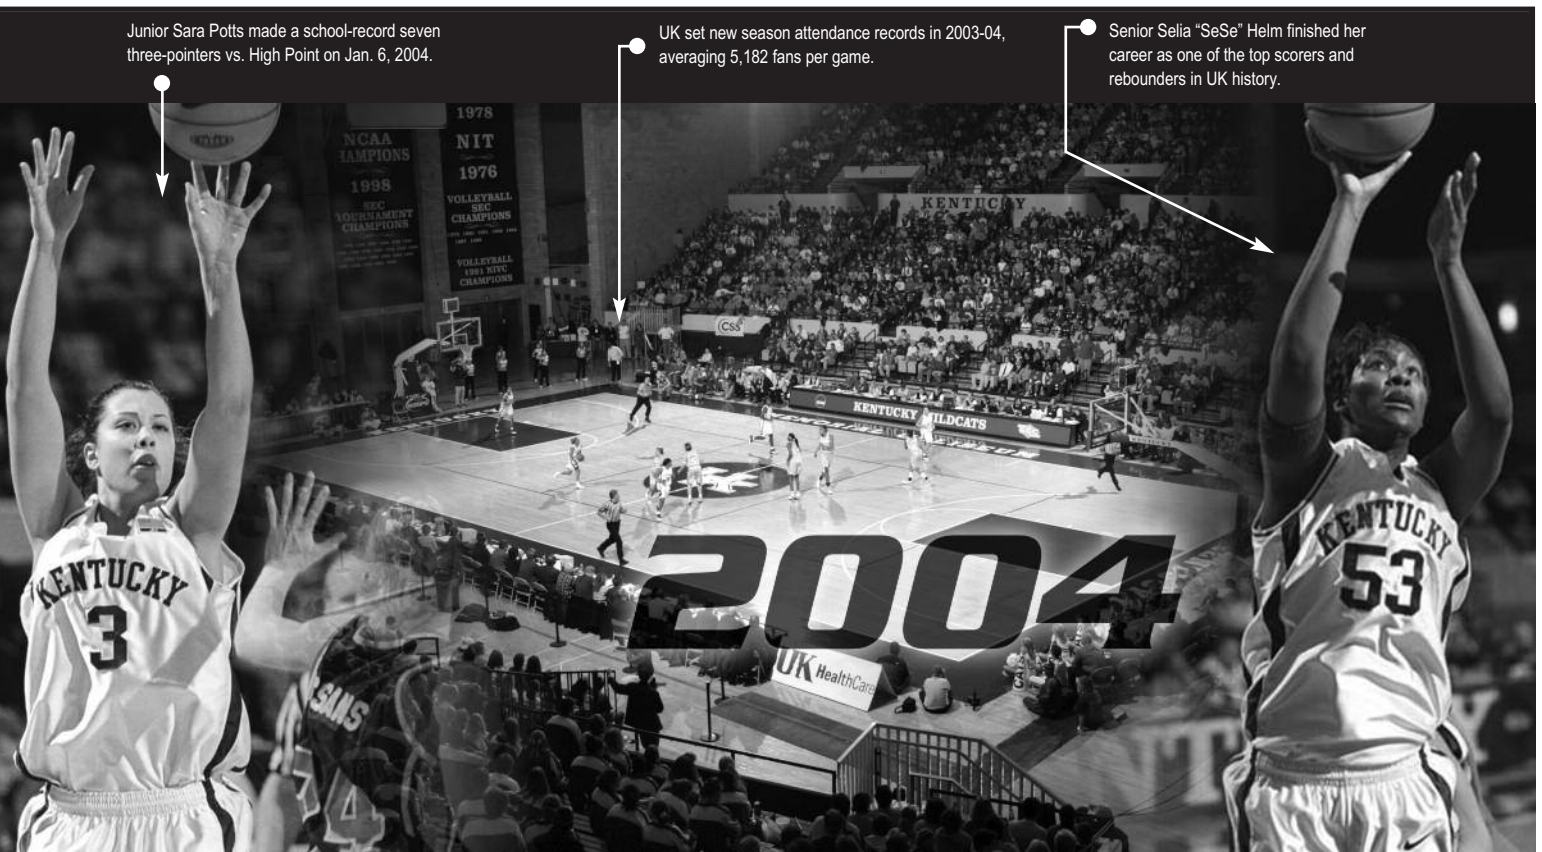 Junior Sara Potts made a school-record seven
three-pointers vs. High Point on Jan. 6, 2004.
UK set new season attendance records in 2003-04,
averaging 5,182 fans per game.
Senior Selia “SeSe” Helm finished her
career as one of the top scorers and
rebounders in UK history.
NCAA
1998
SEC
TOURNAMENT
CHAMPIONS
1978
NIT
1976
VOLLEYBALL
SEC
CHAMPIONS
VOLLEYBALL
1981 NIVC
CHAMPIONS
KENTUCKY
CSS
KENTUCKY WILDCATS
KENTUCKY
3
KENTUCKY
53
2004
UK HealthCare
SANS